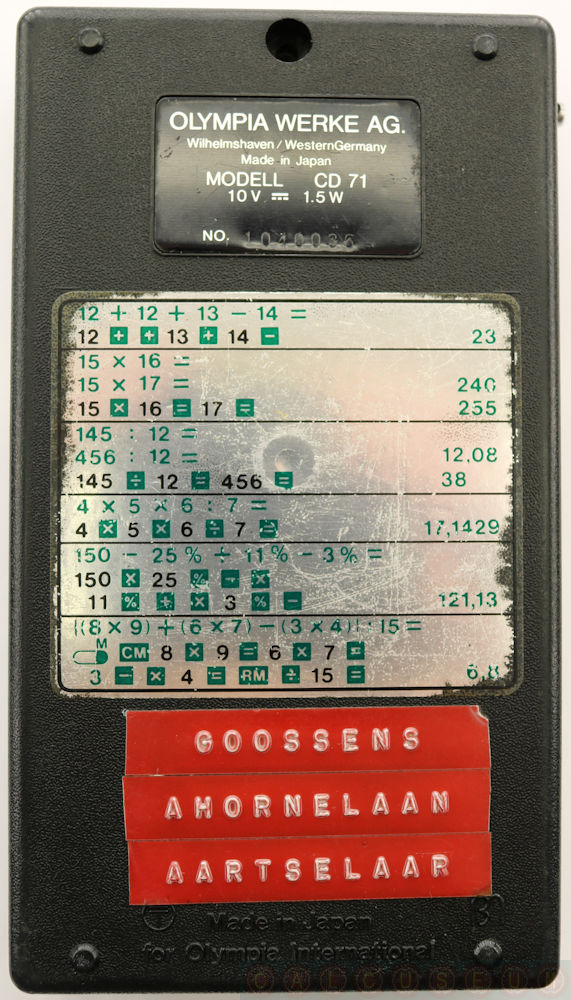 OLYMPIA WERKE AG.
Wilhelmshaven/WesternGermany
Made in Japan
MODELL CD 71
10 V ⎓ 1.5 W
NO.
12 + 12 + 13 − 14 =
12 + + 13 + 14 − 23
15 × 16 =
15 × 17 = 240
15 × 16 = 17 = 255
145 : 12 =
456 : 12 = 12,08
145 ÷ 12 = 456 = 38
4 × 5 × 6 : 7 =
4 × 5 × 6 ÷ 7 = 17,1429
150 − 25 % + 11 % − 3 % =
150 × 25 % − ×
11 % + × 3 % − 121,13
[(8 × 9) + (6 × 7) − (3 × 4)] : 15 =
M
CM 8 × 9 = 6 × 7 =
3 − × 4 = RM ÷ 15 = 6,8
GOOSSENS
AHORNELAAN
AARTSELAAR
Made in Japan
for Olympia International
CALCUSEUM